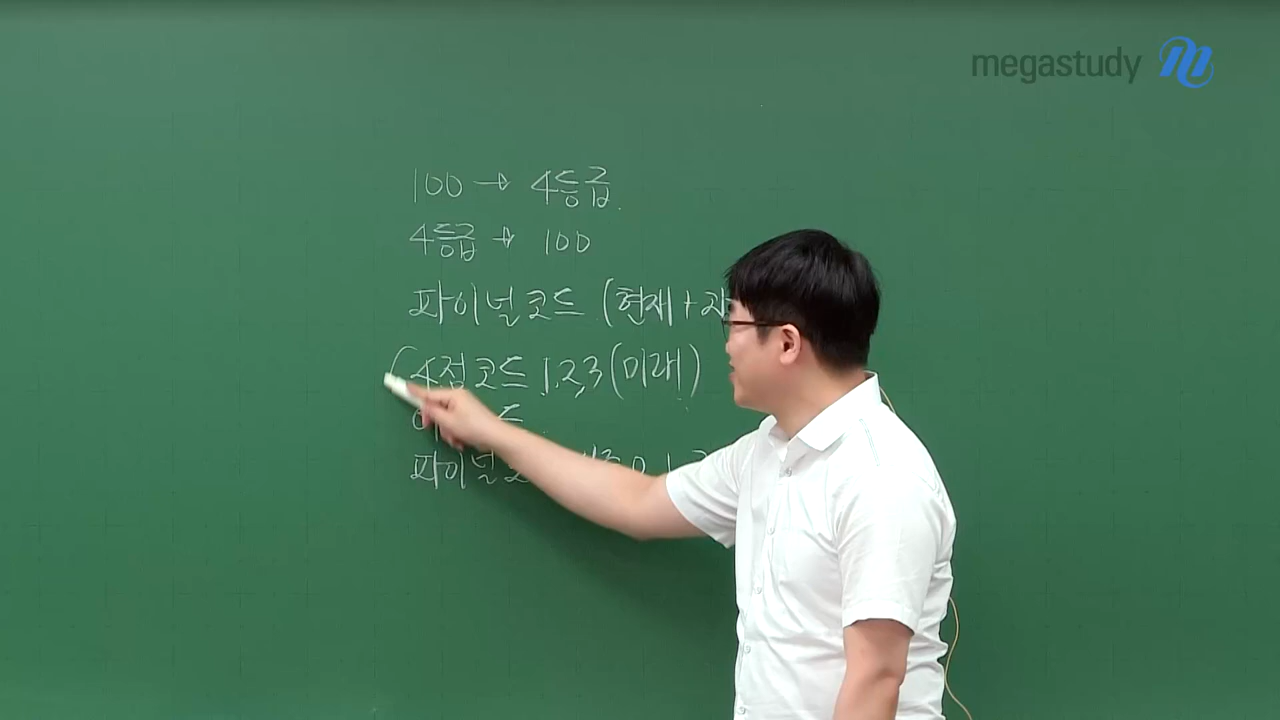 megastudy
100 → 4등급.
4등급 → 100
파이널코드 (현재+
(4점코드 1,2,3 (미래!)
파이널